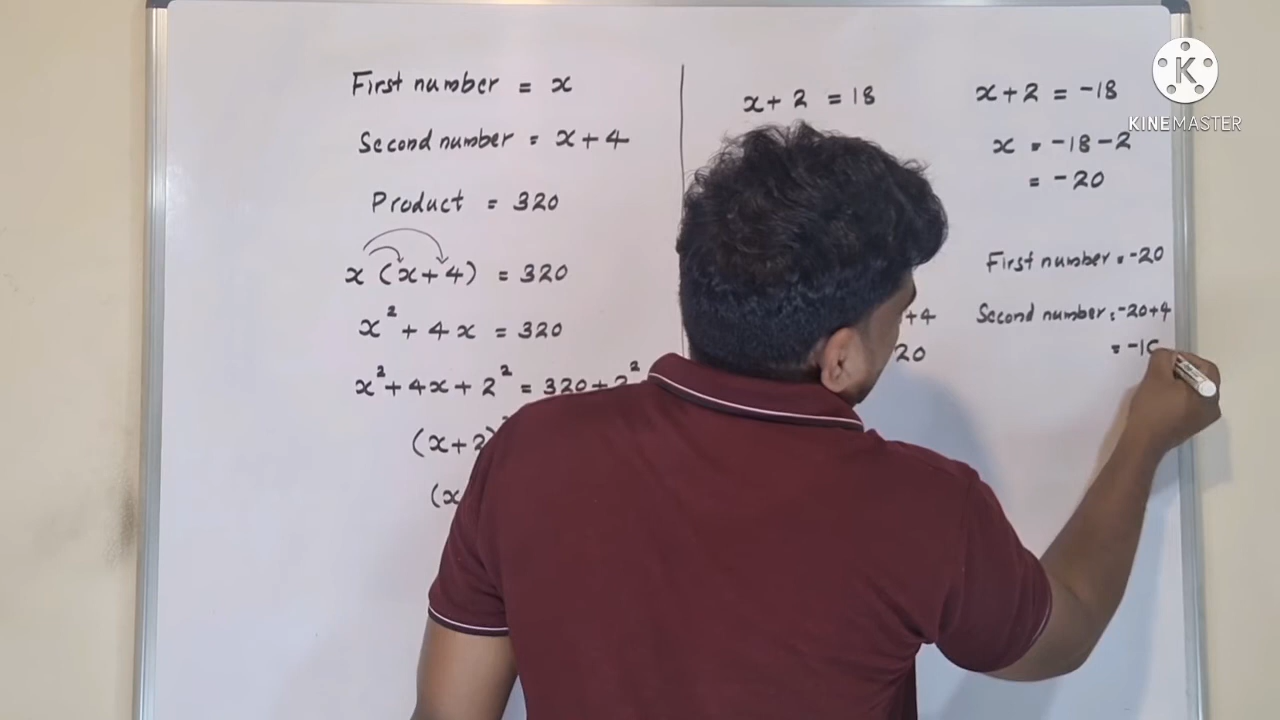 First number = x
Second number = x + 4
Product = 320
x (x + 4) = 320
x² + 4x = 320
x² + 4x + 2² = 320 + 2²
(x + 2)
(x
x + 2 = 18
+4
20
x + 2 = -18
x = -18 - 2
= -20
First number = -20
Second number = -20 + 4
K
KINEMASTER